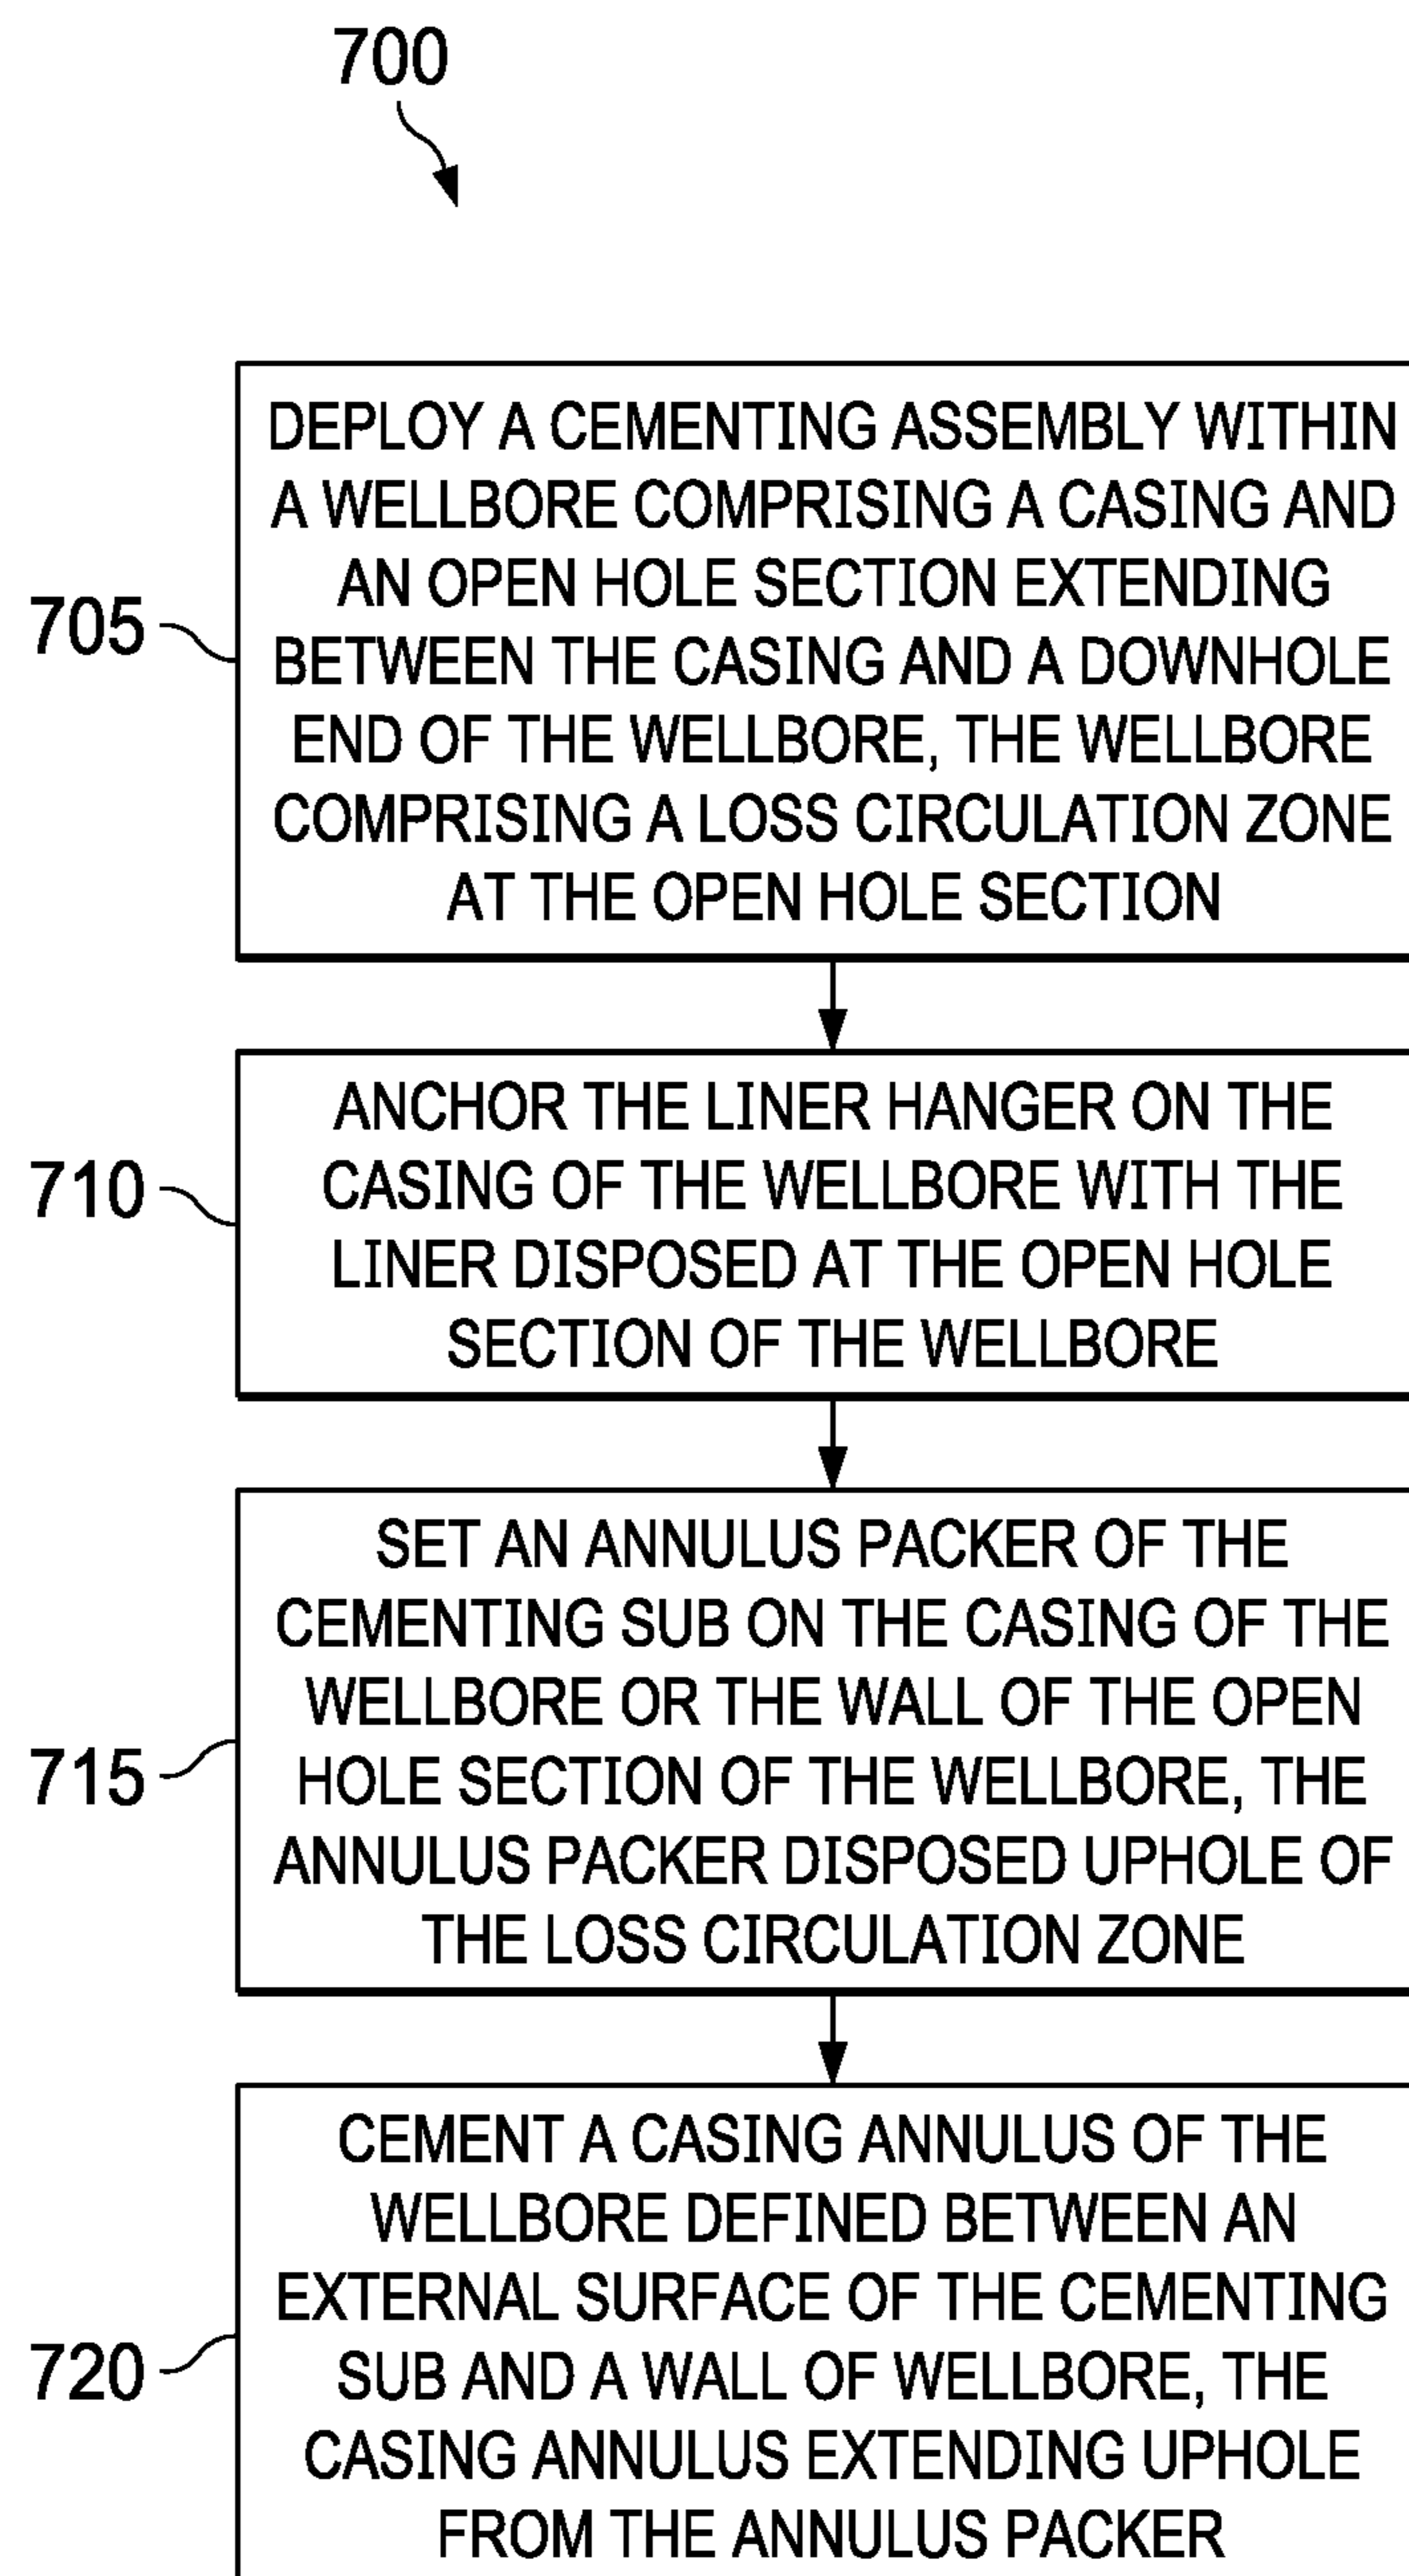 700
705
DEPLOY A CEMENTING ASSEMBLY WITHIN
A WELLBORE COMPRISING A CASING AND
AN OPEN HOLE SECTION EXTENDING
BETWEEN THE CASING AND A DOWNHOLE
END OF THE WELLBORE, THE WELLBORE
COMPRISING A LOSS CIRCULATION ZONE
AT THE OPEN HOLE SECTION
710
ANCHOR THE LINER HANGER ON THE
CASING OF THE WELLBORE WITH THE
LINER DISPOSED AT THE OPEN HOLE
SECTION OF THE WELLBORE
715
SET AN ANNULUS PACKER OF THE
CEMENTING SUB ON THE CASING OF THE
WELLBORE OR THE WALL OF THE OPEN
HOLE SECTION OF THE WELLBORE, THE
ANNULUS PACKER DISPOSED UPHOLE OF
THE LOSS CIRCULATION ZONE
720
CEMENT A CASING ANNULUS OF THE
WELLBORE DEFINED BETWEEN AN
EXTERNAL SURFACE OF THE CEMENTING
SUB AND A WALL OF WELLBORE, THE
CASING ANNULUS EXTENDING UPHOLE
FROM THE ANNULUS PACKER